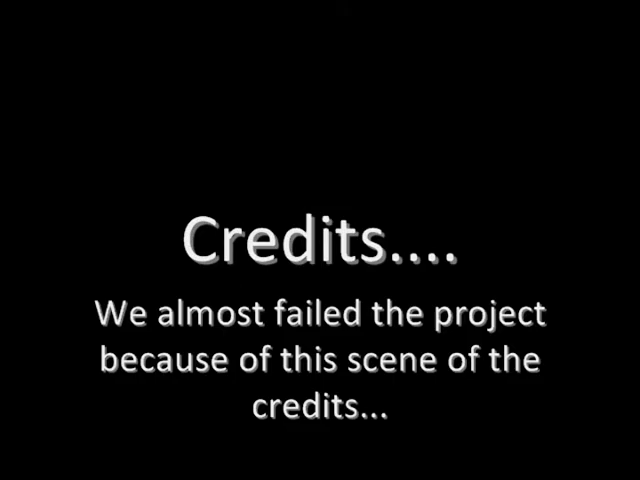 Credits....
We almost failed the project
because of this scene of the
credits...